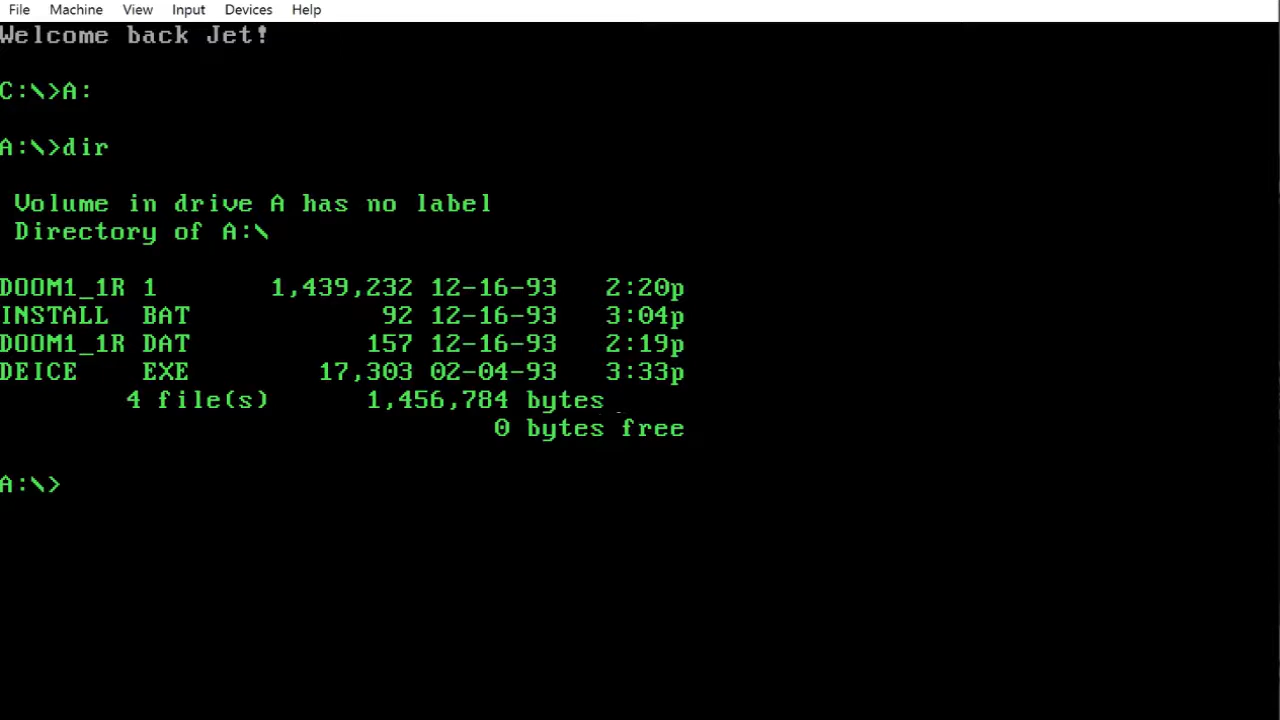 File Machine View Input Devices Help
Welcome back Jet!
C:\>A:
A:\>dir
Volume in drive A has no label
Directory of A:\
DOOM1_1R 1 1,439,232 12-16-93 2:20p
INSTALL BAT 92 12-16-93 3:04p
DOOM1_1R DAT 157 12-16-93 2:19p
DEICE EXE 17,303 02-04-93 3:33p
4 file(s) 1,456,784 bytes
0 bytes free
A:\>